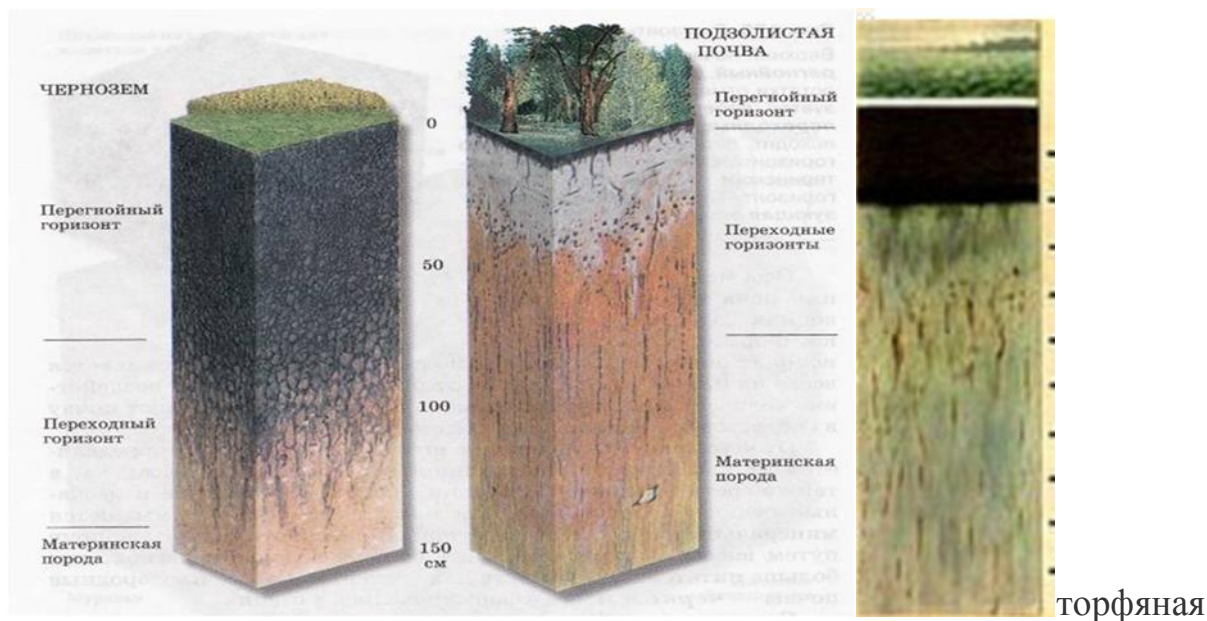 ЧЕРНОЗЕМ
Перегнойный
горизонт
Переходный
горизонт
Материнская
порода
0
50
100
150
см
ПОДЗОЛИСТАЯ
ПОЧВА
Перегнойный
горизонт
Переходные
горизонты
Материнская
порода
торфяная